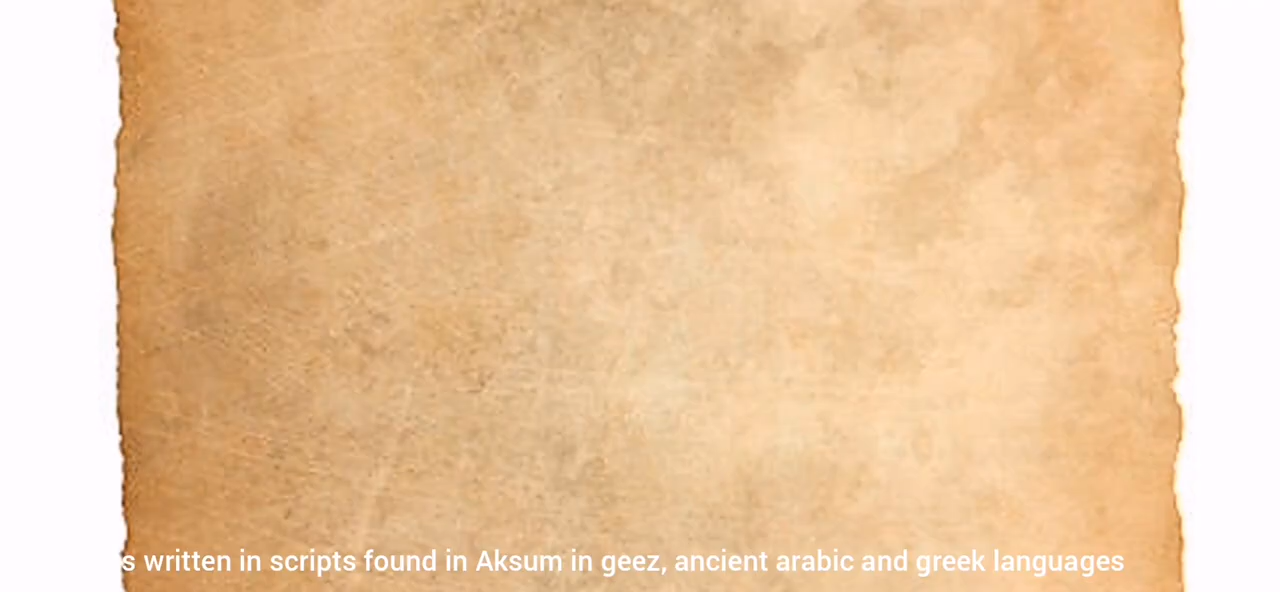 written in scripts found in Aksum in geez, ancient arabic and greek languages